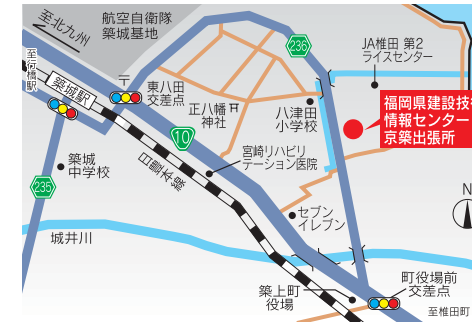 至北九州
航空自衛隊
築城基地
至行橋駅
築城駅
〒
東八田
交差点
236
JA椎田 第2
ライスセンター
正八幡
神社
八津田
小学校
福岡県建設技
情報センター
京築出張所
10
宮崎リハビリ
テーション医院
日豊本線
築城
中学校
235
セブン
イレブン
城井川
N
築上町
役場
町役場前
交差点
至椎田町